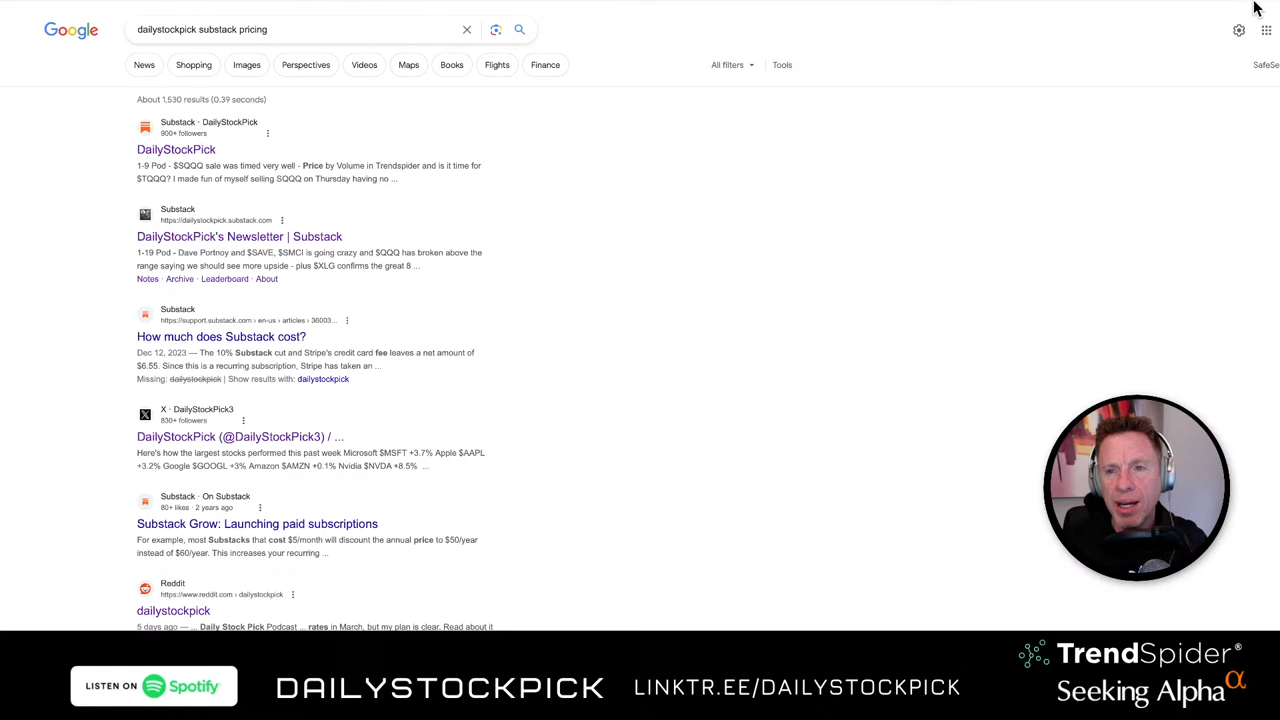 Google
dailystockpick substack pricing
News
Shopping
Images
Perspectives
Videos
Maps
Books
Flights
Finance
All filters
Tools
SafeSe
About 1,530 results (0.39 seconds)
Substack · DailyStockPick
900+ followers
DailyStockPick
1-9 Pod - $SQQQ sale was timed very well - Price by Volume in Trendspider and is it time for
$TQQQ? I made fun of myself selling SQQQ on Thursday having no ...
Substack
https://dailystockpick.substack.com
DailyStockPick's Newsletter | Substack
1-19 Pod - Dave Portnoy and $SAVE, $SMCI is going crazy and $QQQ has broken above the
range saying we should see more upside - plus $XLG confirms the great 8 ...
Notes · Archive · Leaderboard · About
Substack
https://support.substack.com › en-us › articles › 36003...
How much does Substack cost?
Dec 12, 2023 — The 10% Substack cut and Stripe's credit card fee leaves a net amount of
$6.55. Since this is a recurring subscription, Stripe has taken an ...
Missing: dailystockpick | Show results with: dailystockpick
X · DailyStockPick3
830+ followers
DailyStockPick (@DailyStockPick3) / ...
Here's how the largest stocks performed this past week Microsoft $MSFT +3.7% Apple $AAPL
+3.2% Google $GOOGL +3% Amazon $AMZN +0.1% Nvidia $NVDA +8.5% ...
Substack · On Substack
80+ likes · 2 years ago
Substack Grow: Launching paid subscriptions
For example, most Substacks that cost $5/month will discount the annual price to $50/year
instead of $60/year. This increases your recurring ...
Reddit
https://www.reddit.com › dailystockpick
dailystockpick
5 days ago — ... Daily Stock Pick Podcast ... rates in March, but my plan is clear. Read about it
LISTEN ON Spotify
DAILYSTOCKPICK
LINKTR.EE/DAILYSTOCKPICK
TrendSpider®
Seeking Alpha α